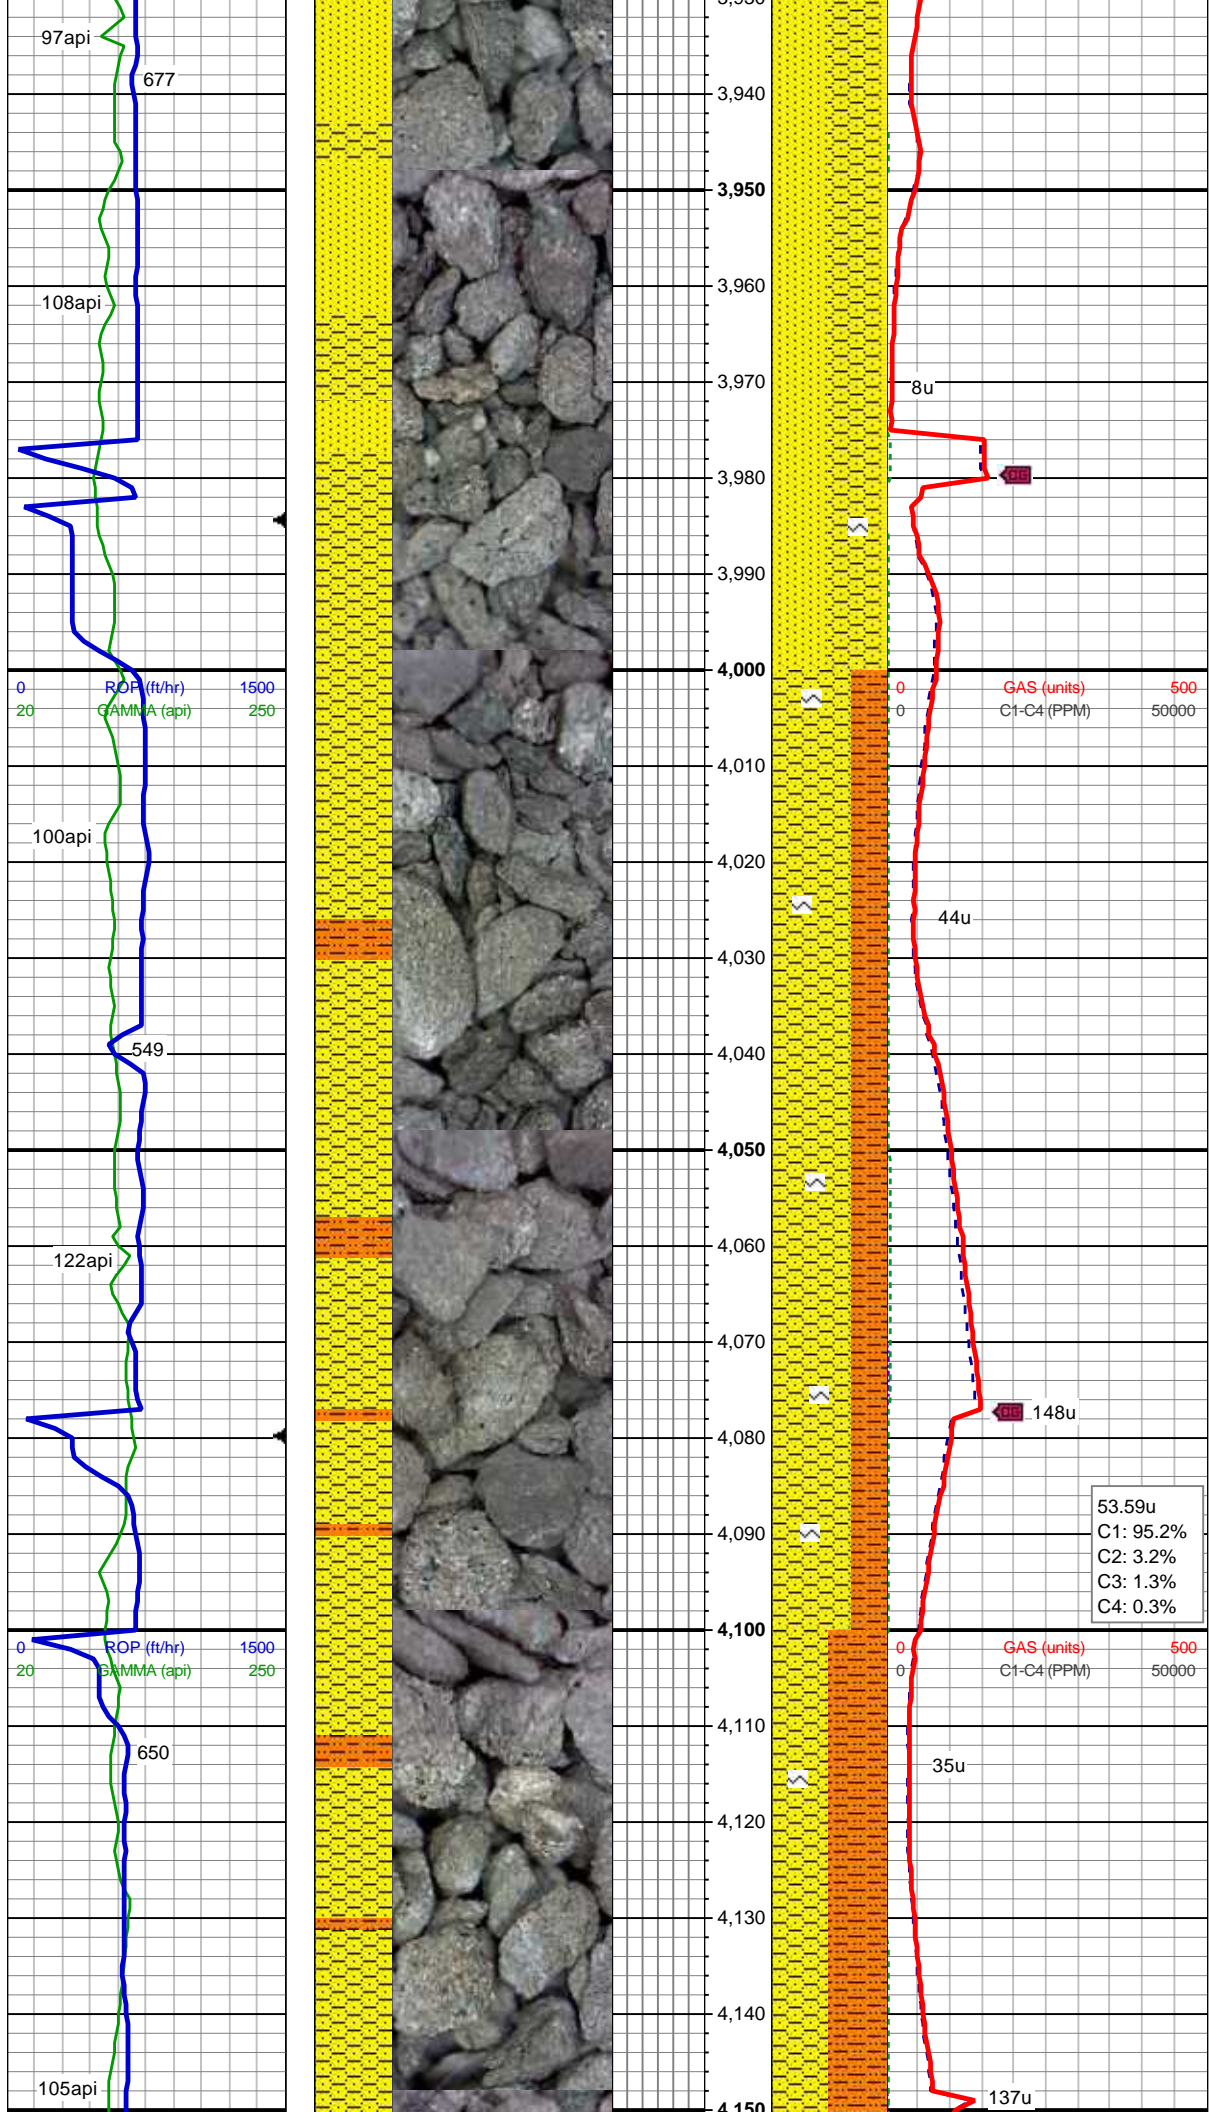 3,930
97api
677
3,940
3,950
3,960
108api
3,970
8u
CG
3,980
3,990
4,000
0 ROP (ft/hr) 1500
20 GAMMA (api) 250
0 GAS (units) 500
0 C1-C4 (PPM) 50000
4,010
100api
4,020
44u
4,030
549
4,040
4,050
122api
4,060
4,070
CG 148u
4,080
53.59u
C1: 95.2%
C2: 3.2%
C3: 1.3%
C4: 0.3%
4,090
4,100
0 ROP (ft/hr) 1500
20 GAMMA (api) 250
0 GAS (units) 500
0 C1-C4 (PPM) 50000
4,110
650
35u
4,120
4,130
4,140
105api
137u
4,150